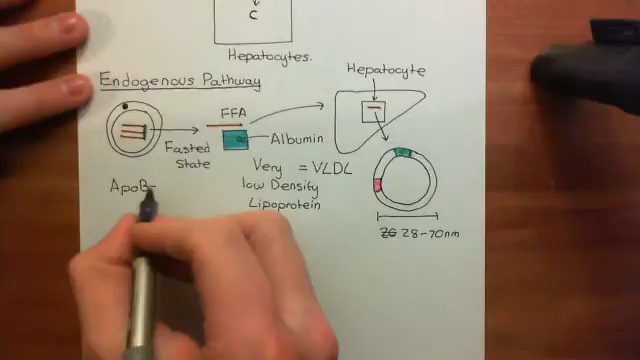 C
Hepatocytes.
Endogenous Pathway
Hepatocyte
FFA
Albumin
Fasted
State
Very = VLDL
low Density
Lipoprotein
ApoB-
28-70nm